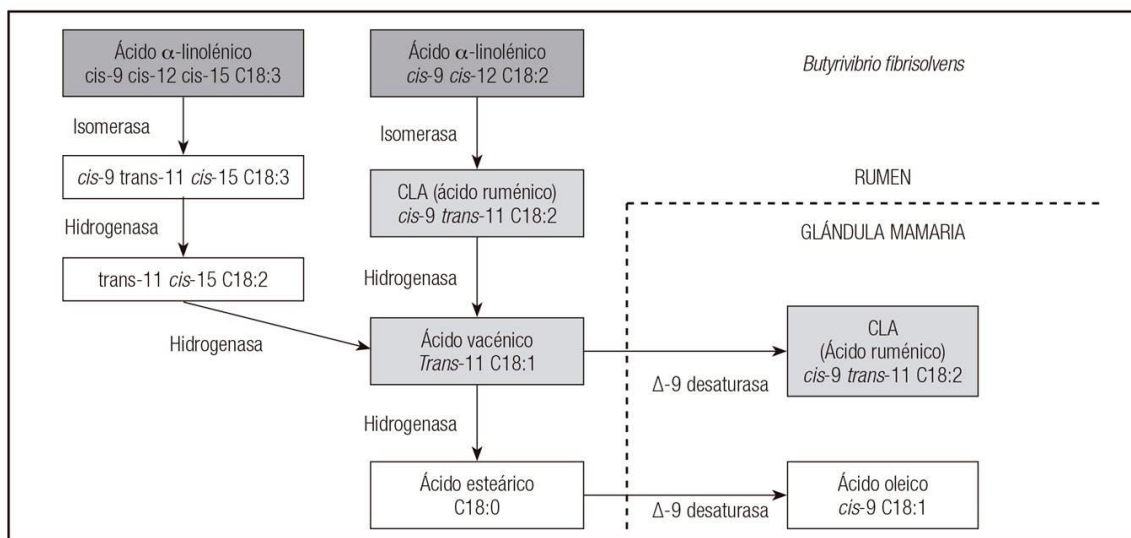 Ácido α-linolénico
cis-9 cis-12 cis-15 C18:3
Ácido α-linolénico
cis-9 cis-12 C18:2
Butyrivibrio fibrisolvens
Isomerasa
Isomerasa
cis-9 trans-11 cis-15 C18:3
CLA (ácido ruménico)
cis-9 trans-11 C18:2
RUMEN
GLÁNDULA MAMARIA
Hidrogenasa
Hidrogenasa
trans-11 cis-15 C18:2
Hidrogenasa
Ácido vacénico
Trans-11 C18:1
Δ-9 desaturasa
CLA
(Ácido ruménico)
cis-9 trans-11 C18:2
Hidrogenasa
Ácido esteárico
C18:0
Δ-9 desaturasa
Ácido oleico
cis-9 C18:1